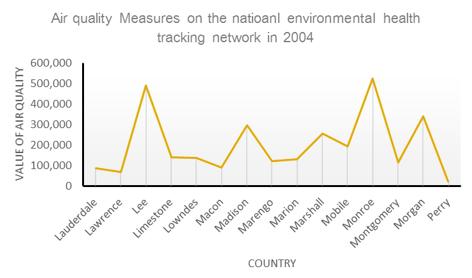 Air quality Measures on the natioanl environmental health
tracking network in 2004
VALUE OF AIR QUALITY
600,000
500,000
400,000
300,000
200,000
100,000
0
Lauderdale
Lawrence
Lee
Limestone
Lowndes
Macon
Madison
Marengo
Marion
Marshall
Mobile
Monroe
Montgomery
Morgan
Perry
COUNTRY